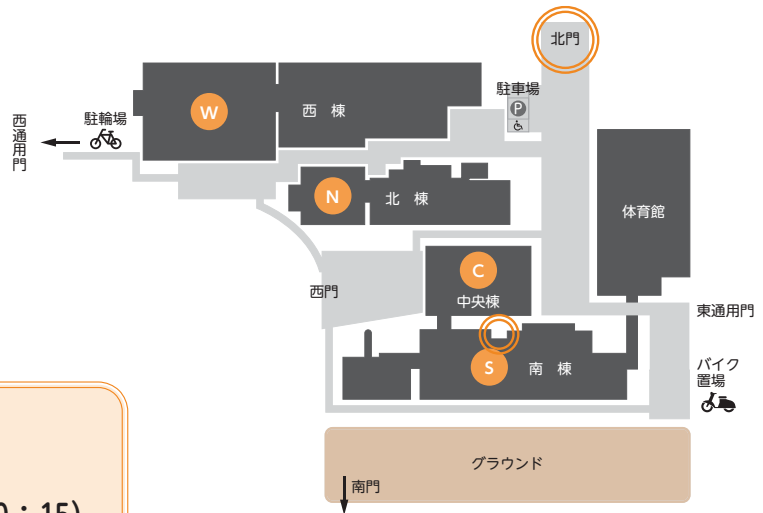 北門
駐車場
P
西通用門
駐輪場
W
西 棟
N
北 棟
体育館
C
中央棟
西門
東通用門
S
南 棟
バイク
置場
グラウンド
南門
0：15）